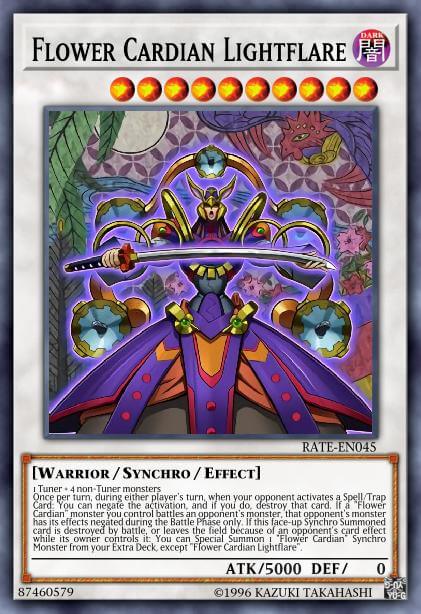 FLOWER CARDIAN LIGHTFLARE
DARK
闇
RATE-EN045
[WARRIOR / SYNCHRO / EFFECT]
1 Tuner + 4 non-Tuner monsters
Once per turn, during either player's turn, when your opponent activates a Spell/Trap
Card: You can negate the activation, and if you do, destroy that card. If a "Flower
Cardian" monster you control battles an opponent's monster, that opponent's monster
has its effects negated during the Battle Phase only. If this face-up Synchro Summoned
card is destroyed by battle, or leaves the field because of an opponent's card effect
while its owner controls it: You can Special Summon 1 "Flower Cardian" Synchro
Monster from your Extra Deck, except "Flower Cardian Lightflare".
ATK/5000 DEF/ 0
87460579
©1996 KAZUKI TAKAHASHI